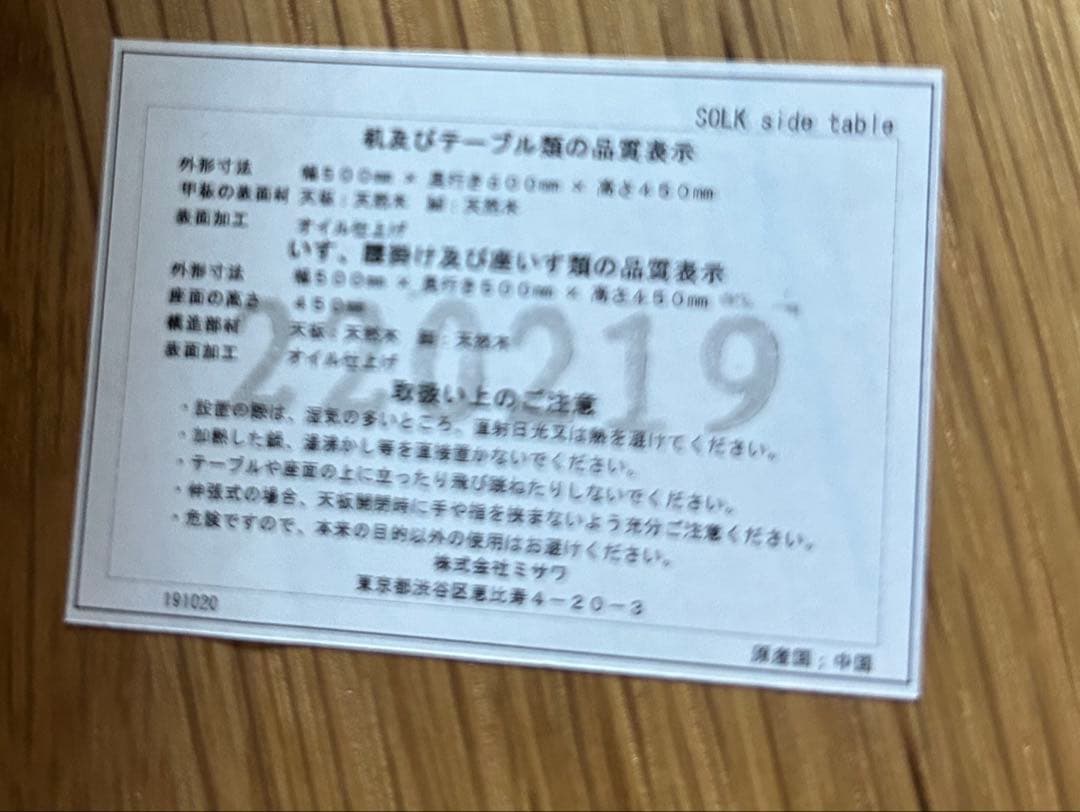 SOLK side table
机及びテーブル類の品質表示
外形寸法 幅500mm × 奥行き mm × 高さ450mm
甲板の表面材 天板:天然木 脚:天然木
表面加工 オイル仕上げ
いす、腰掛け及び座いす類の品質表示
外形寸法 幅500mm × 奥行き500mm × 高さ450mm
座面の高さ 450mm
構造部材 天板:天然木 脚:天然木
表面加工 オイル仕上げ
220219
取扱い上のご注意
・設置の際は、湿気の多いところ、直射日光又は熱を避けてください。
・加熱した鍋、湯沸かし等を直接置かないでください。
・テーブルや座面の上に立ったり飛び跳ねたりしないでください。
・伸張式の場合、天板開閉時に手や指を挟まないよう充分ご注意ください。
・危険ですので、本来の目的以外の使用はお避けください。
株式会社ミサワ
東京都渋谷区恵比寿4-20-3
191020
原産国:中国